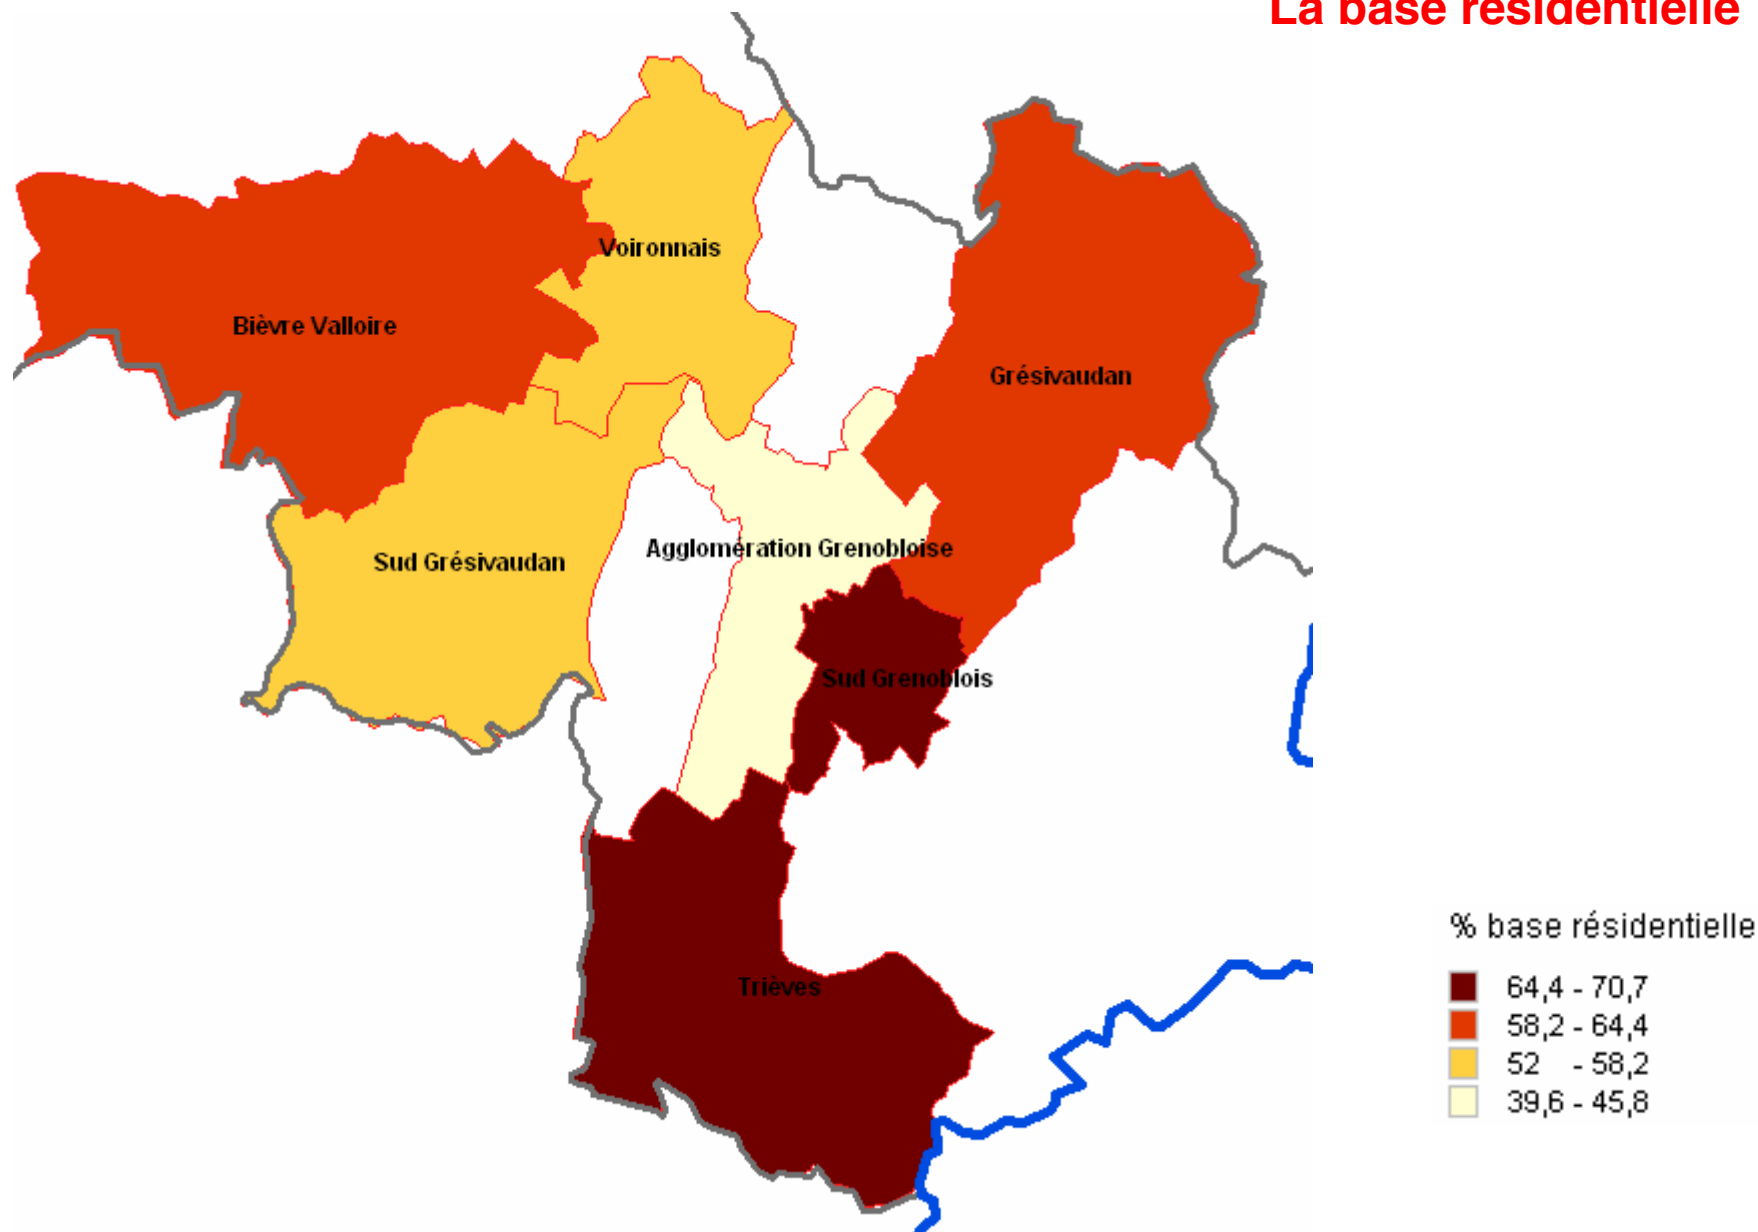 La base résidentielle
Voironnais
Bièvre Valloire
Grésivaudan
Agglomération Grenobloise
Sud Grésivaudan
Sud Grenoblois
Trièves
% base résidentielle
64,4 - 70,7
58,2 - 64,4
52 - 58,2
39,6 - 45,8